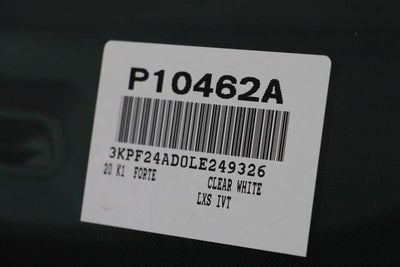 P10462A
3KPF24AD0LE249326
20 KI FORTE
CLEAR WHITE
LXS IVT